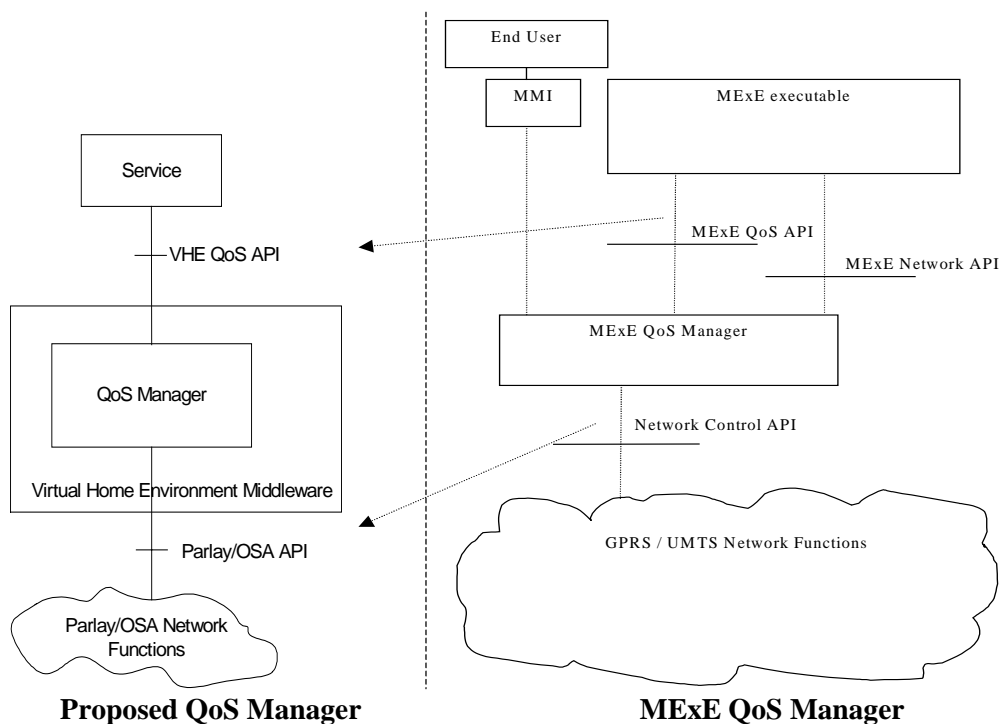 Service
VHE QoS API
QoS Manager
Virtual Home Environment Middleware
Parlay/OSA API
Parlay/OSA Network
Functions
Proposed QoS Manager
End User
MMI
MExE executable
MExE QoS API
MExE Network API
MExE QoS Manager
Network Control API
GPRS / UMTS Network Functions
MExE QoS Manager